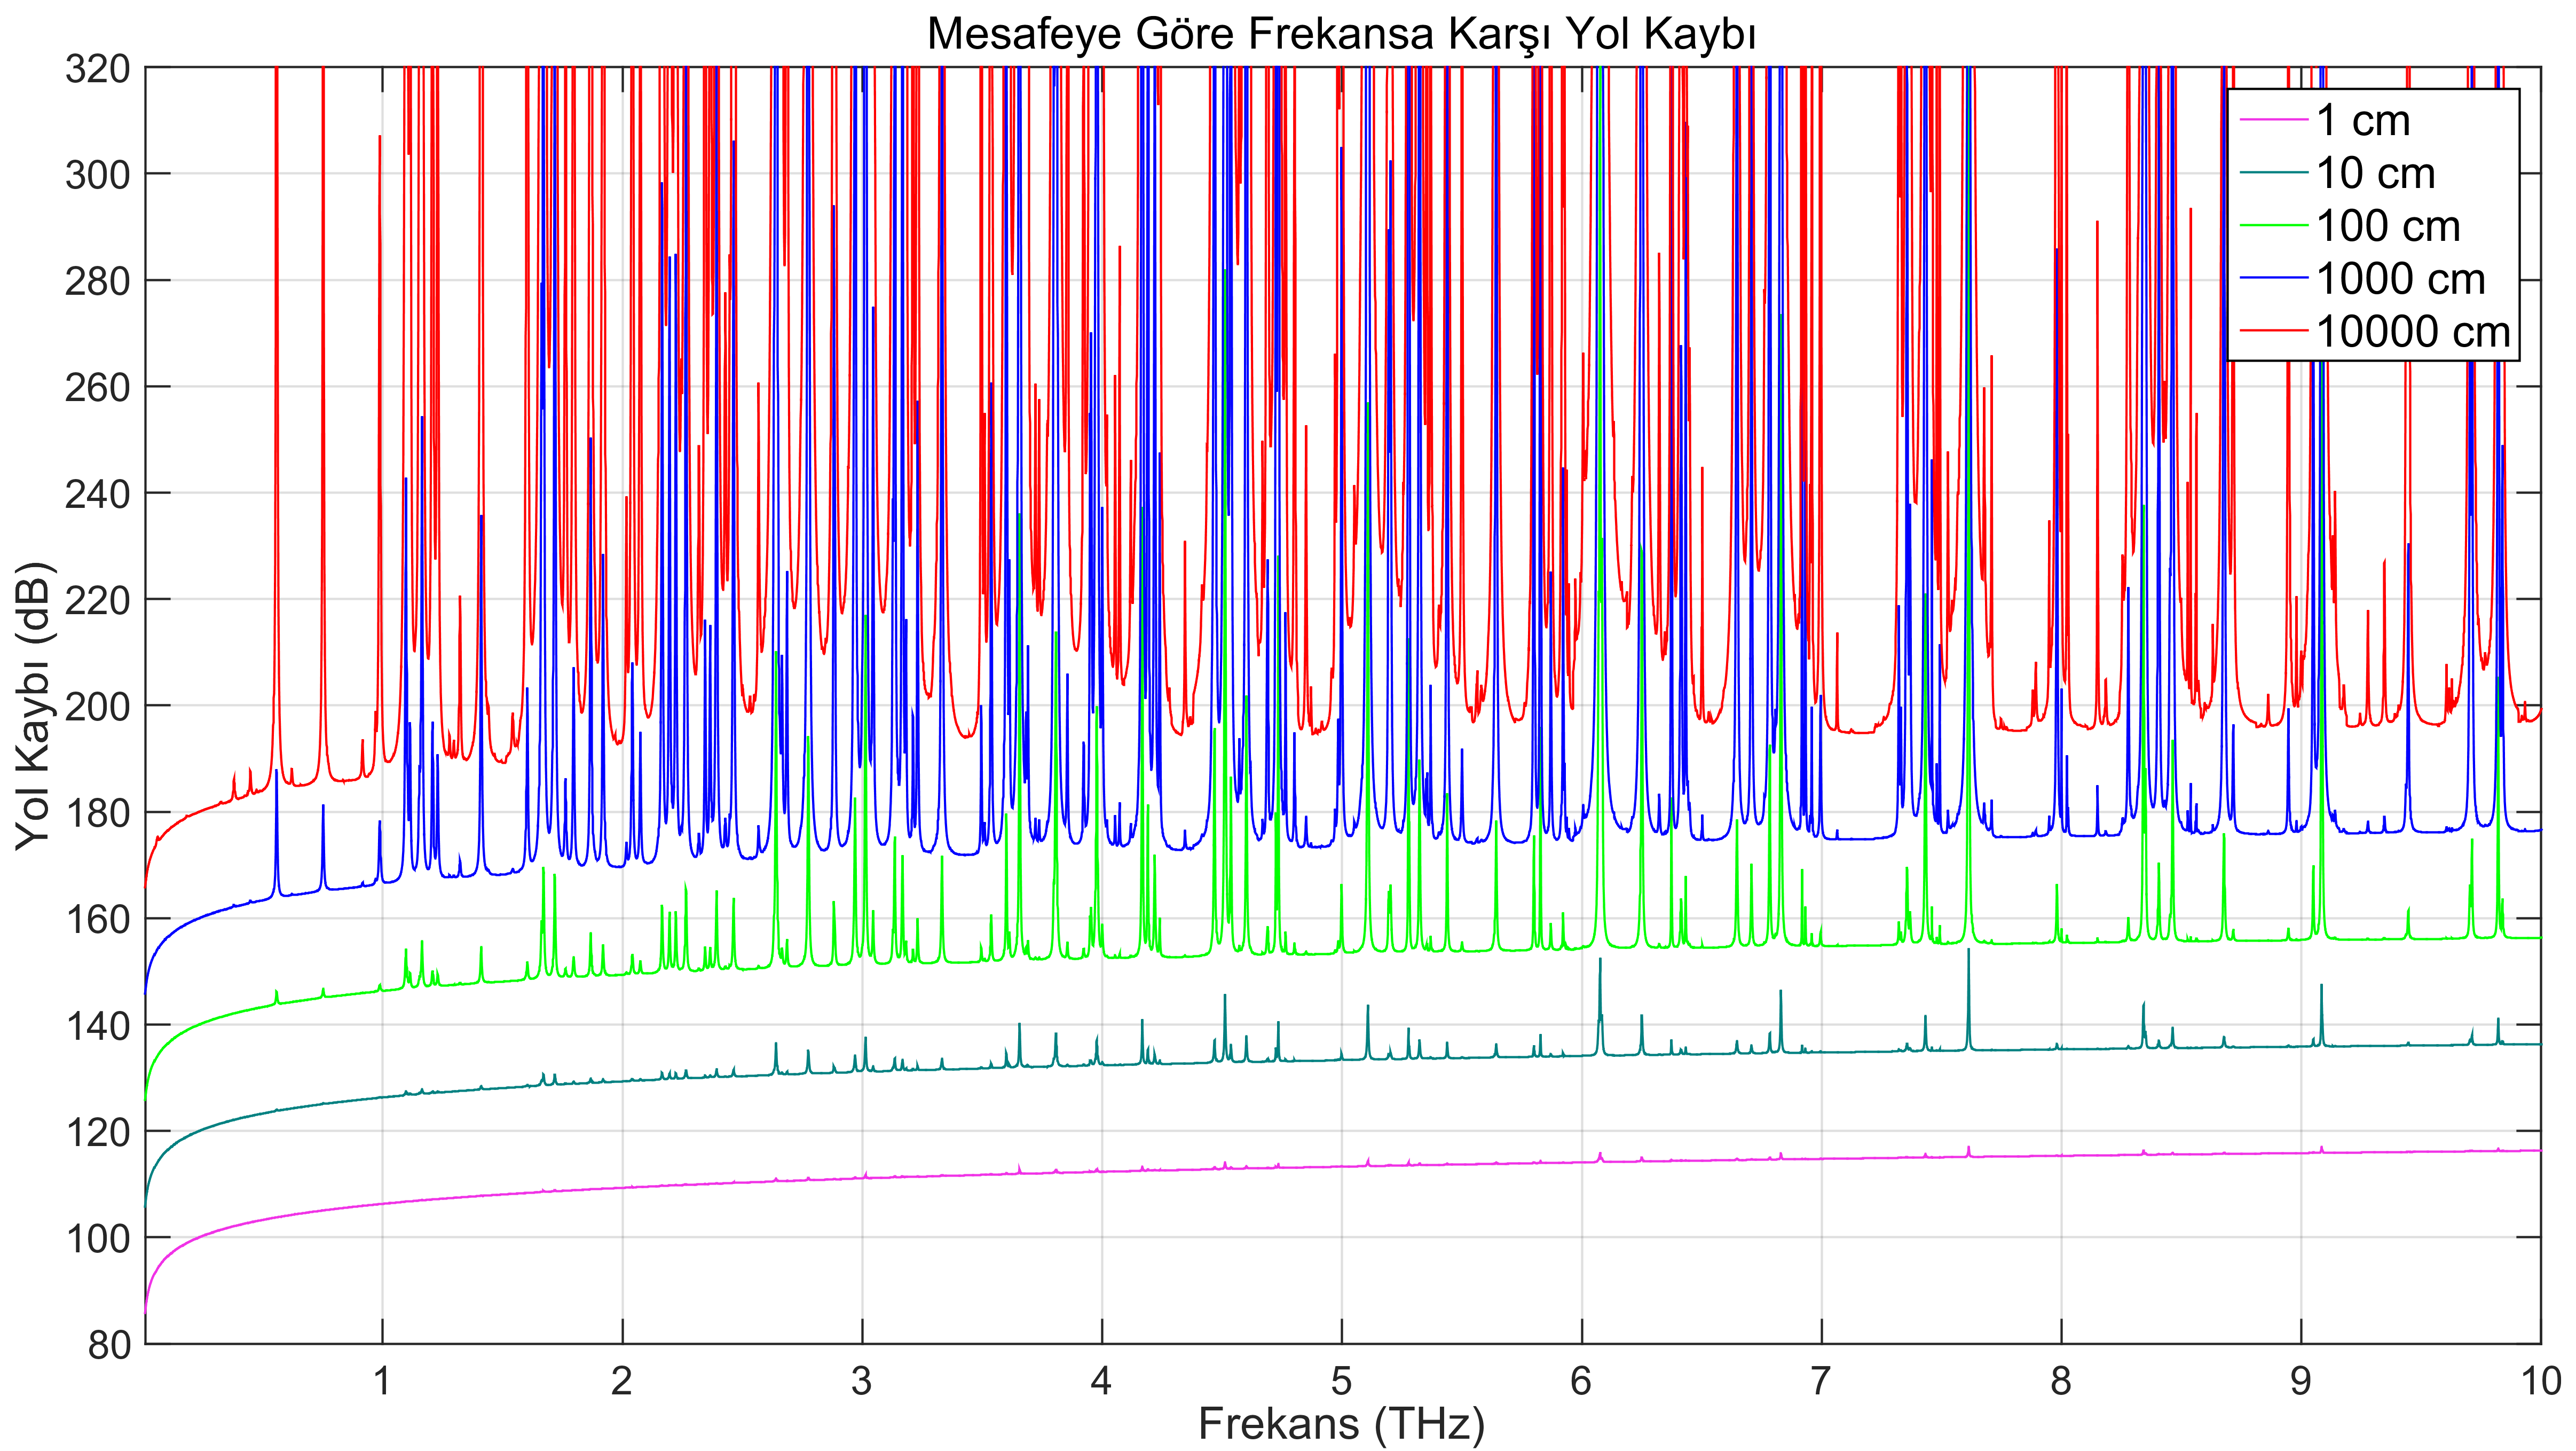 Mesafeye Göre Frekansa Karşı Yol Kaybı
320
300
280
260
240
220
200
180
160
140
120
100
80
Yol Kaybı (dB)
1 cm
10 cm
100 cm
1000 cm
10000 cm
1 2 3 4 5 6 7 8 9 10
Frekans (THz)